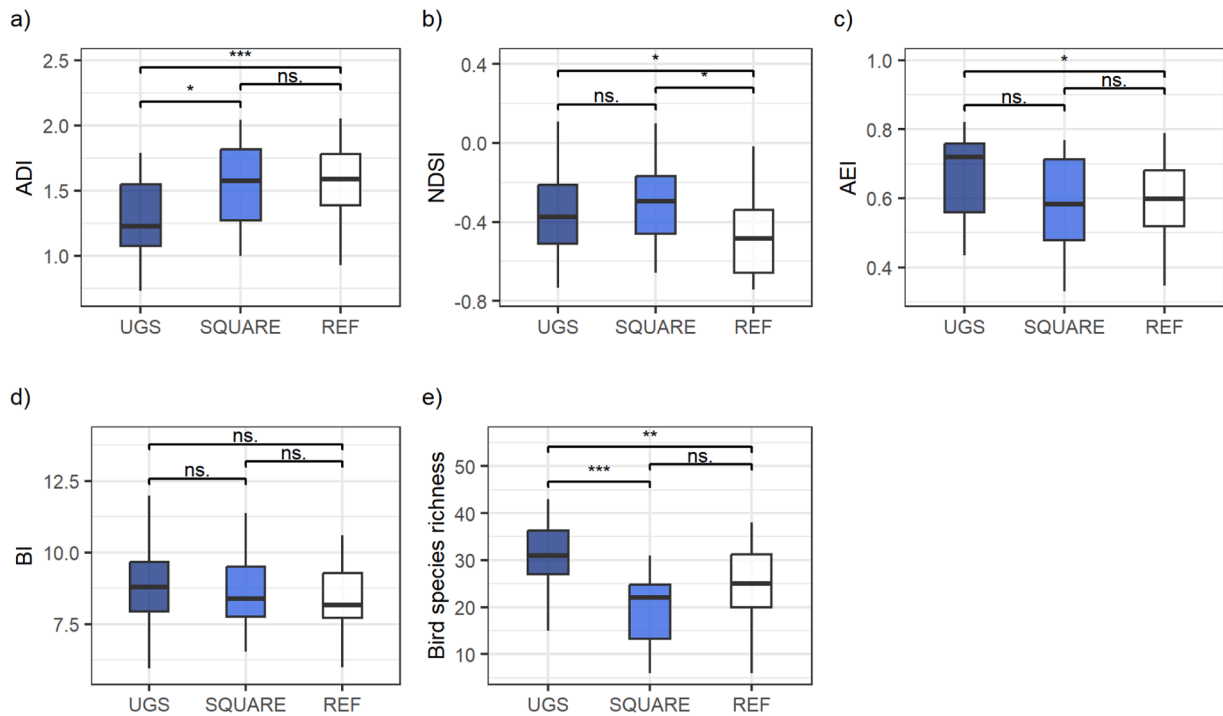 a)
ADI
2.5
2.0
1.5
1.0
***
*
ns.
UGS SQUARE REF
b)
NDSI
0.4
0.0
-0.4
-0.8
*
*
ns.
UGS SQUARE REF
c)
AEI
1.0
0.8
0.6
0.4
*
ns.
ns.
UGS SQUARE REF
d)
BI
12.5
10.0
7.5
ns.
ns.
ns.
UGS SQUARE REF
e)
Bird species richness
50
40
30
20
10
**
***
ns.
UGS SQUARE REF